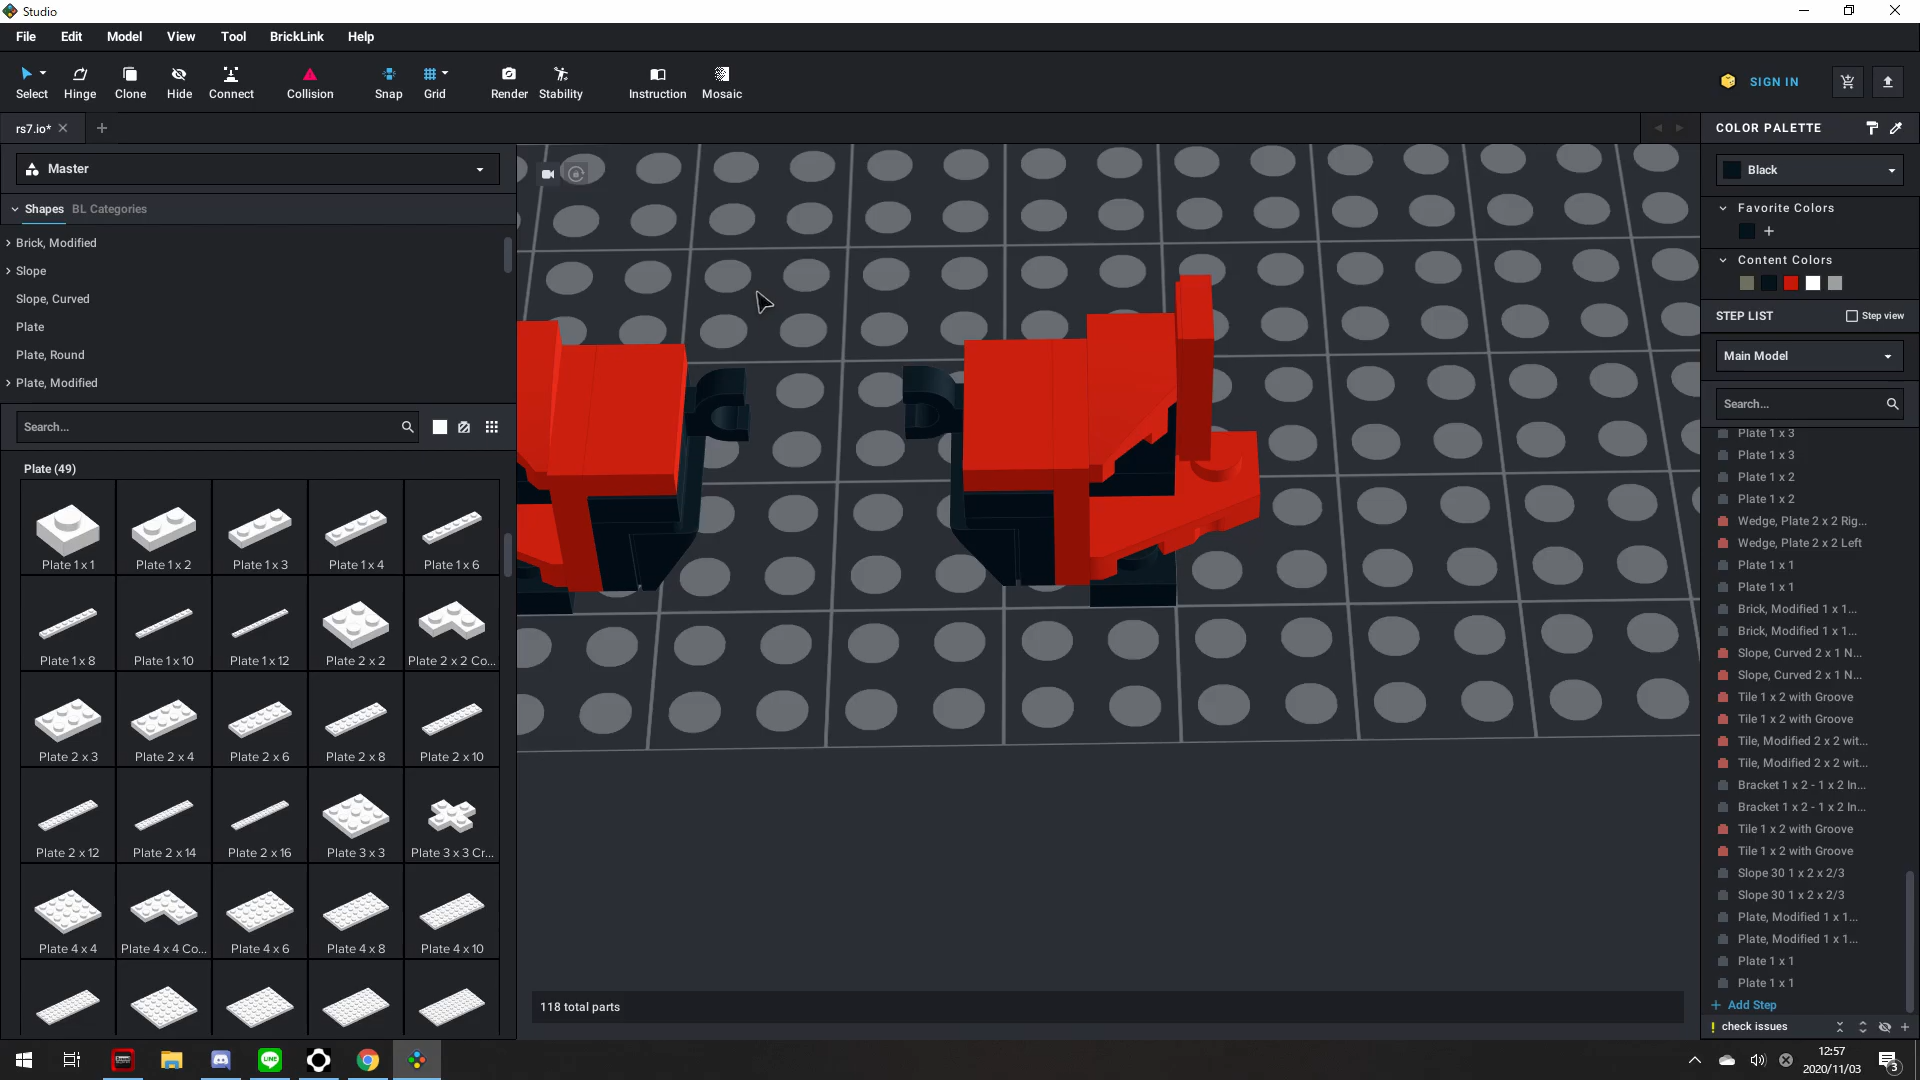 Studio
File Edit Model View Tool BrickLink Help
Select Hinge Clone Hide Connect Collision Snap Grid Render Stability Instruction Mosaic
SIGN IN
rs7.io*
Master
Shapes BL Categories
Brick, Modified
Slope
Slope, Curved
Plate
Plate, Round
Plate, Modified
Search...
Plate (49)
Plate 1 x 1 Plate 1 x 2 Plate 1 x 3 Plate 1 x 4 Plate 1 x 6
Plate 1 x 8 Plate 1 x 10 Plate 1 x 12 Plate 2 x 2 Plate 2 x 2 Co...
Plate 2 x 3 Plate 2 x 4 Plate 2 x 6 Plate 2 x 8 Plate 2 x 10
Plate 2 x 12 Plate 2 x 14 Plate 2 x 16 Plate 3 x 3 Plate 3 x 3 Cr...
Plate 4 x 4 Plate 4 x 4 Co... Plate 4 x 6 Plate 4 x 8 Plate 4 x 10
118 total parts
COLOR PALETTE
Black
Favorite Colors
Content Colors
STEP LIST Step view
Main Model
Search...
Plate 1 x 3
Plate 1 x 3
Plate 1 x 2
Plate 1 x 2
Wedge, Plate 2 x 2 Rig...
Wedge, Plate 2 x 2 Left
Plate 1 x 1
Plate 1 x 1
Brick, Modified 1 x 1...
Brick, Modified 1 x 1...
Slope, Curved 2 x 1 N...
Slope, Curved 2 x 1 N...
Tile 1 x 2 with Groove
Tile 1 x 2 with Groove
Tile, Modified 2 x 2 wit...
Tile, Modified 2 x 2 wit...
Bracket 1 x 2 - 1 x 2 In...
Bracket 1 x 2 - 1 x 2 In...
Tile 1 x 2 with Groove
Tile 1 x 2 with Groove
Slope 30 1 x 2 x 2/3
Slope 30 1 x 2 x 2/3
Plate, Modified 1 x 1...
Plate, Modified 1 x 1...
Plate 1 x 1
Plate 1 x 1
Add Step
check issues
LINE
12:57
2020/11/03
3